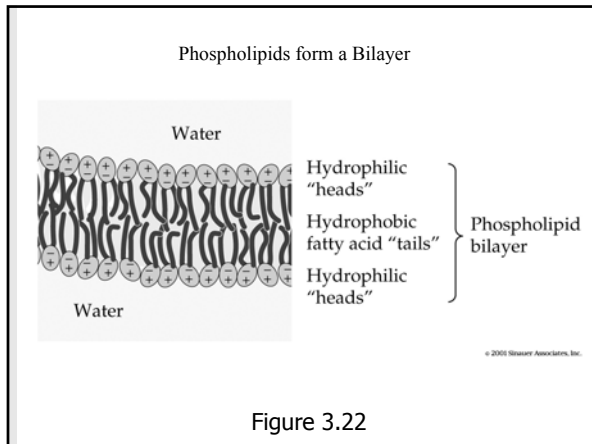 Phospholipids form a Bilayer
Water
Hydrophilic
"heads"
Hydrophobic
fatty acid "tails"
Hydrophilic
"heads"
Phospholipid
bilayer
Water
© 2001 Sinauer Associates, Inc.
Figure 3.22